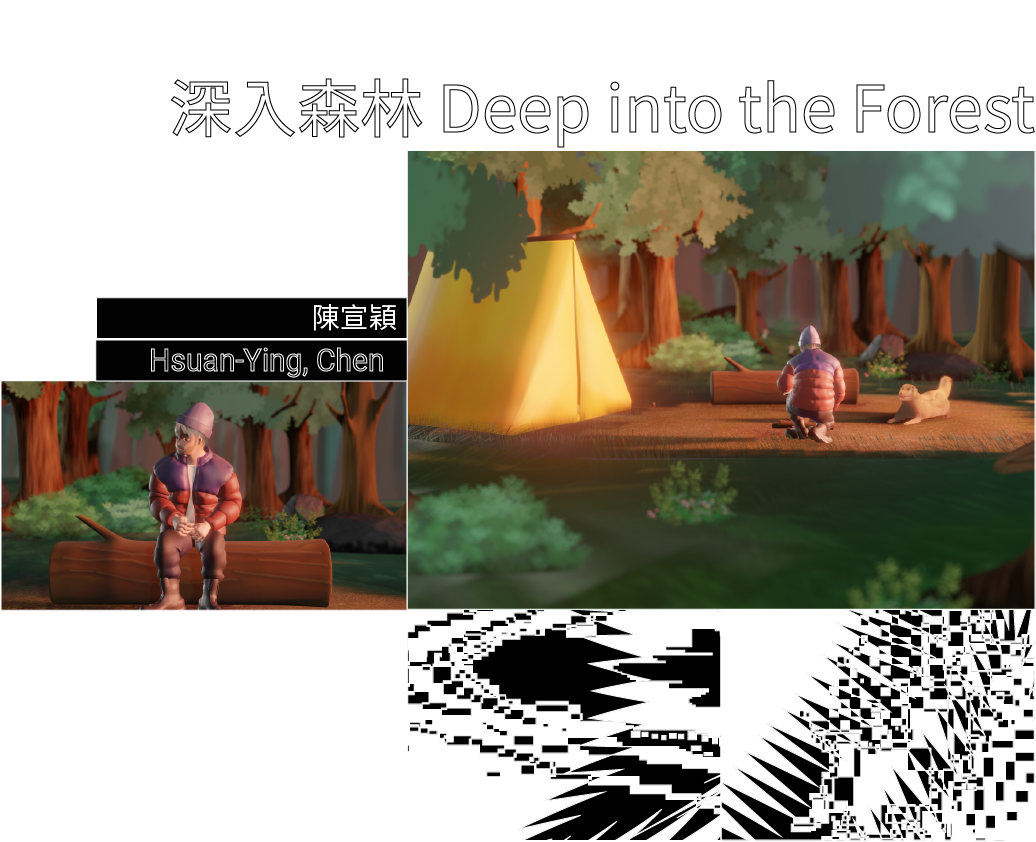 深入森林 Deep into the Forest
陳宣穎
Hsuan-Ying, Chen